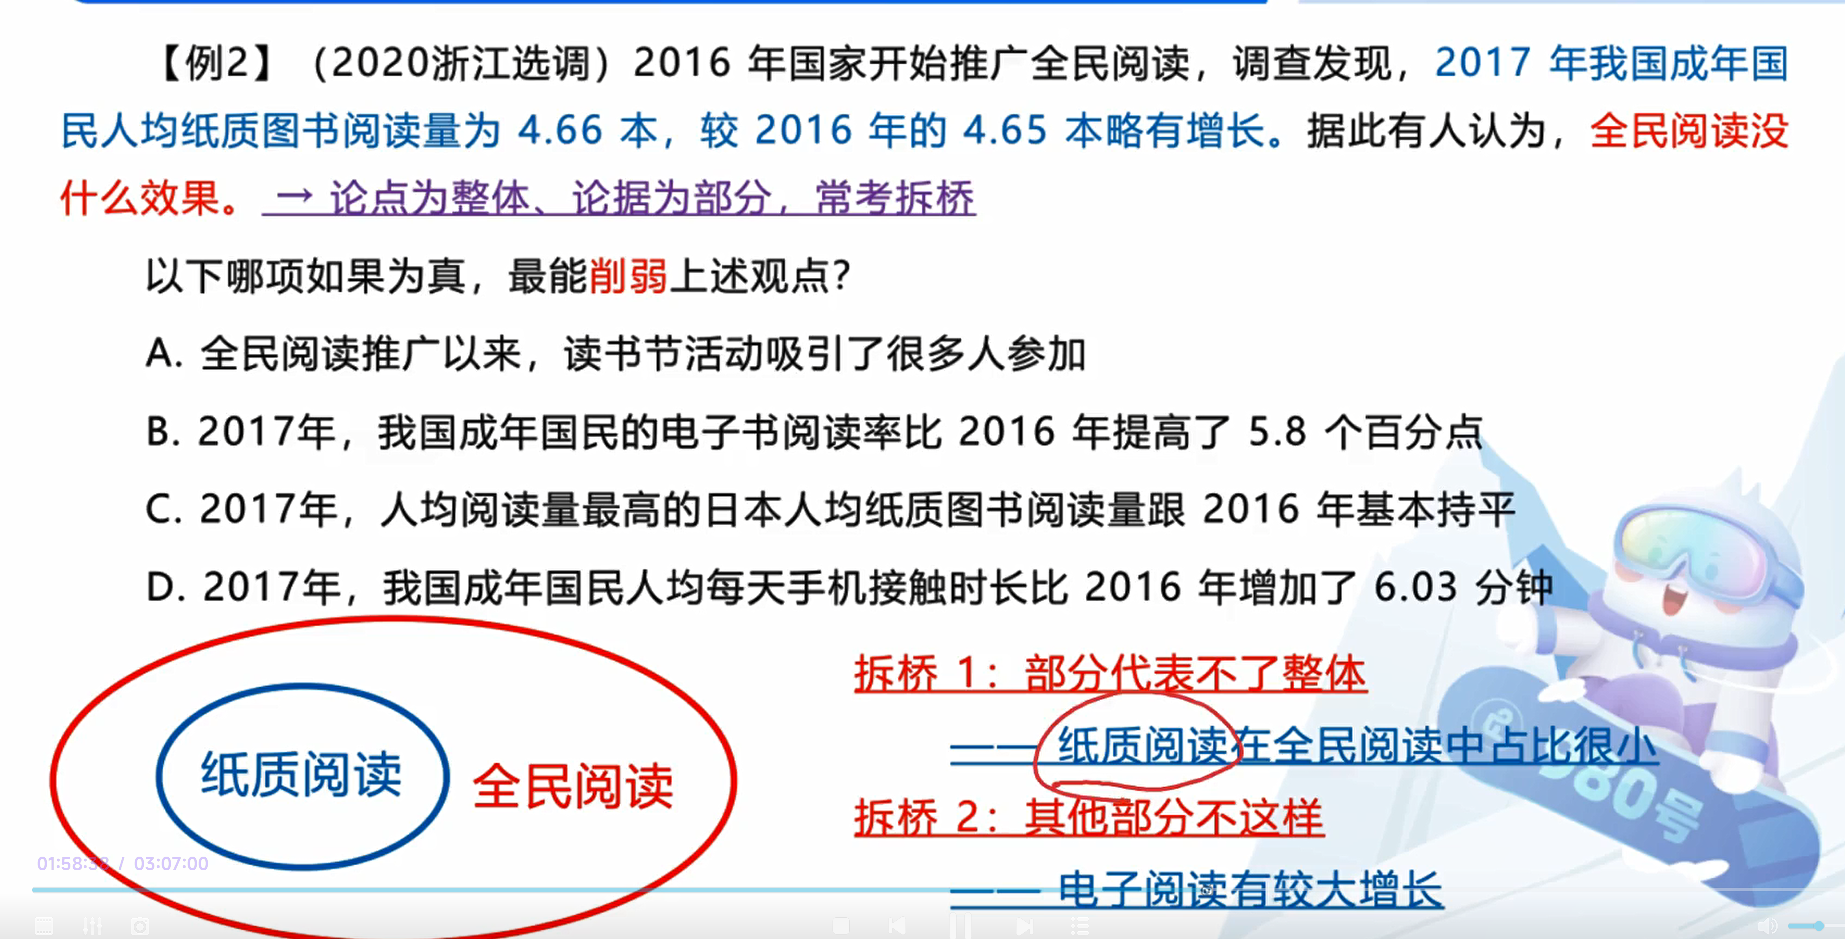 【例2】（2020浙江选调）2016 年国家开始推广全民阅读，调查发现，2017 年我国成年国
民人均纸质图书阅读量为 4.66 本，较 2016 年的 4.65 本略有增长。据此有人认为，全民阅读没
什么效果。 → 论点为整体、论据为部分，常考拆桥
以下哪项如果为真，最能削弱上述观点？
A. 全民阅读推广以来，读书节活动吸引了很多人参加
B. 2017年，我国成年国民的电子书阅读率比 2016 年提高了 5.8 个百分点
C. 2017年，人均阅读量最高的日本人均纸质图书阅读量跟 2016 年基本持平
D. 2017年，我国成年国民人均每天手机接触时长比 2016 年增加了 6.03 分钟
纸质阅读
全民阅读
拆桥 1：部分代表不了整体
—— 纸质阅读在全民阅读中占比很小
拆桥 2：其他部分不这样
—— 电子阅读有较大增长
980号
/ 03:07:00